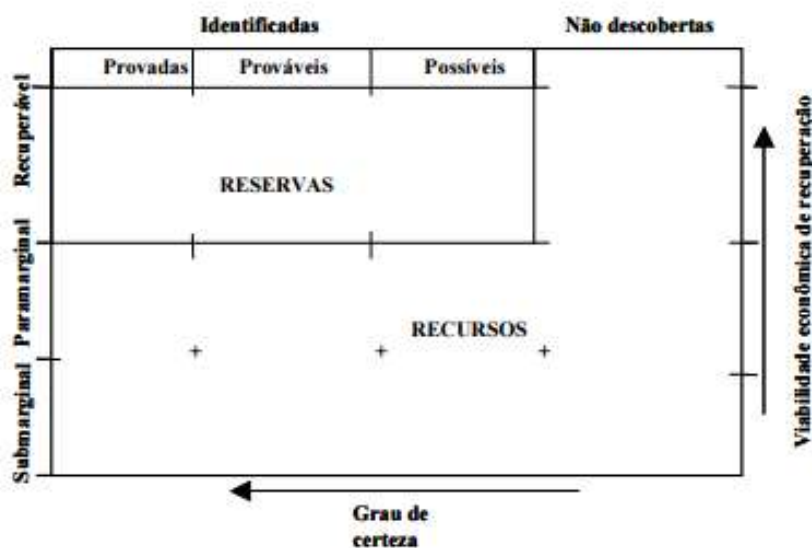 Identificadas
Não descobertas
Provadas
Prováveis
Possíveis
Recuperável
Paramarginal
Submarginal
RESERVAS
RECURSOS
Viabilidade econômica de recuperação
Grau de
certeza